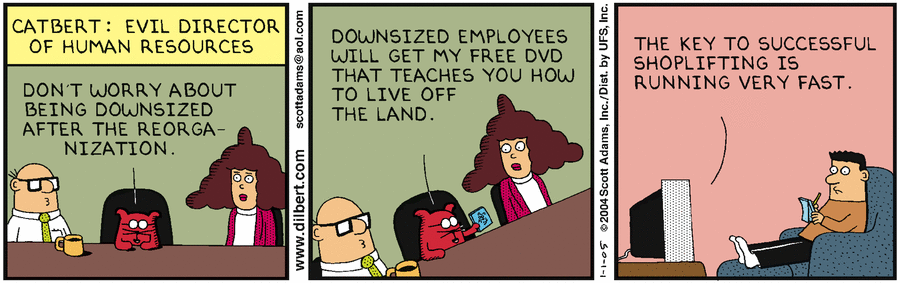 CATBERT: EVIL DIRECTOR
OF HUMAN RESOURCES
DON'T WORRY ABOUT
BEING DOWNSIZED
AFTER THE REORGA-
NIZATION.
www.dilbert.com
scottadams@aol.com
DOWNSIZED EMPLOYEES
WILL GET MY FREE DVD
THAT TEACHES YOU HOW
TO LIVE OFF
THE LAND.
1-1-05 © 2004 Scott Adams, Inc./Dist. by UFS, Inc.
THE KEY TO SUCCESSFUL
SHOPLIFTING IS
RUNNING VERY FAST.